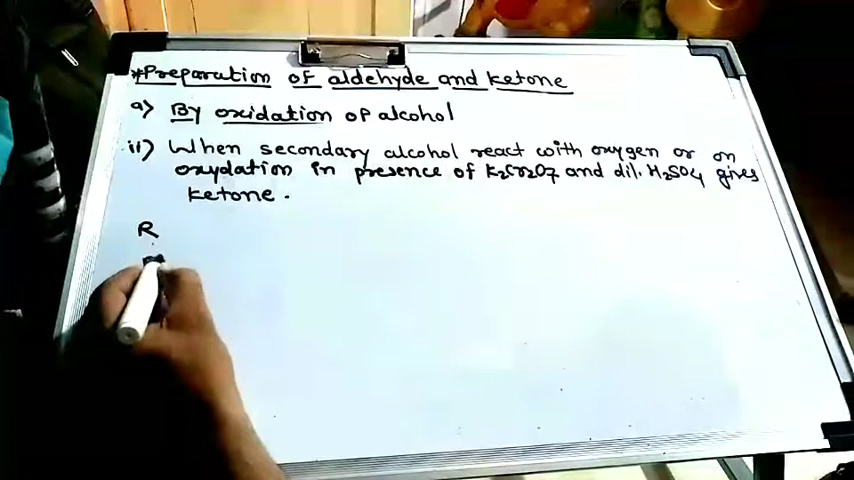 *Preparation of aldehyde and ketone
a) By oxidation of alcohol
ii) When secondary alcohol react with oxygen or on
oxydation in presence of K2Cr2O7 and dil. H2SO4 gives
ketone.
R